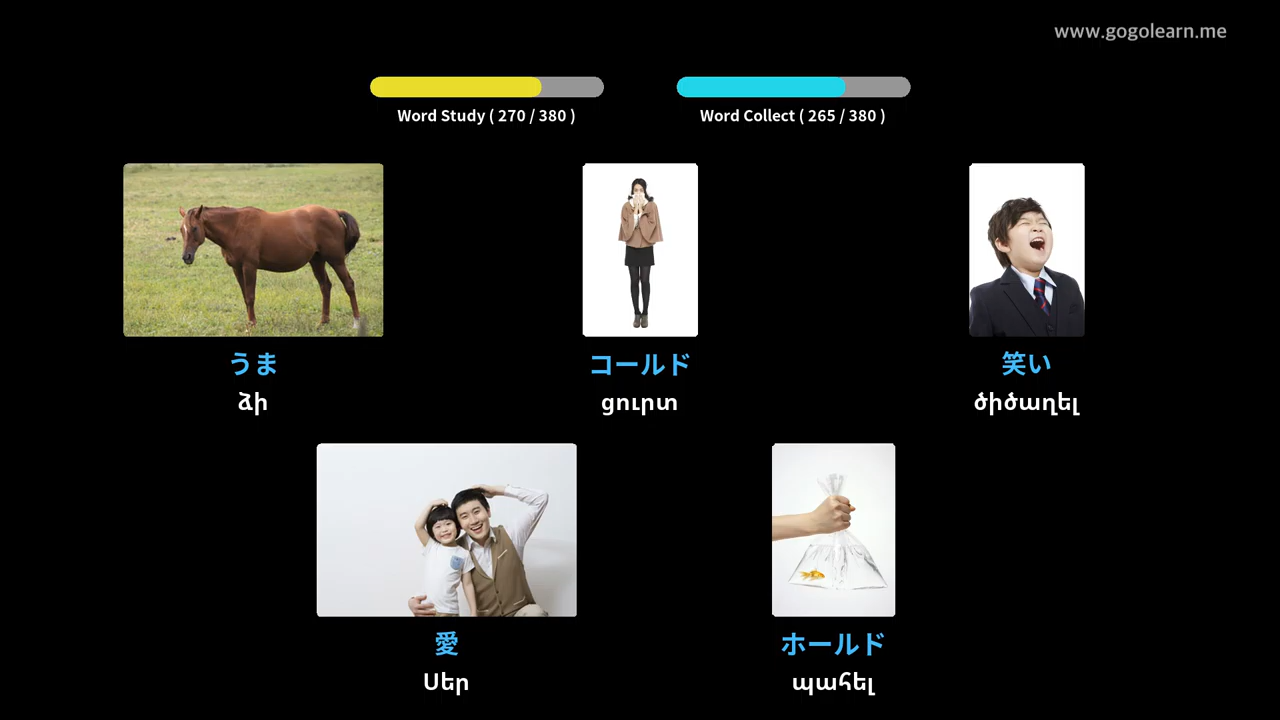 www.gogolearn.me
Word Study ( 270 / 380 )
Word Collect ( 265 / 380 )
うま
ձի
コールド
ցուրտ
笑い
ծիծաղել
愛
Սեր
ホールド
պահել